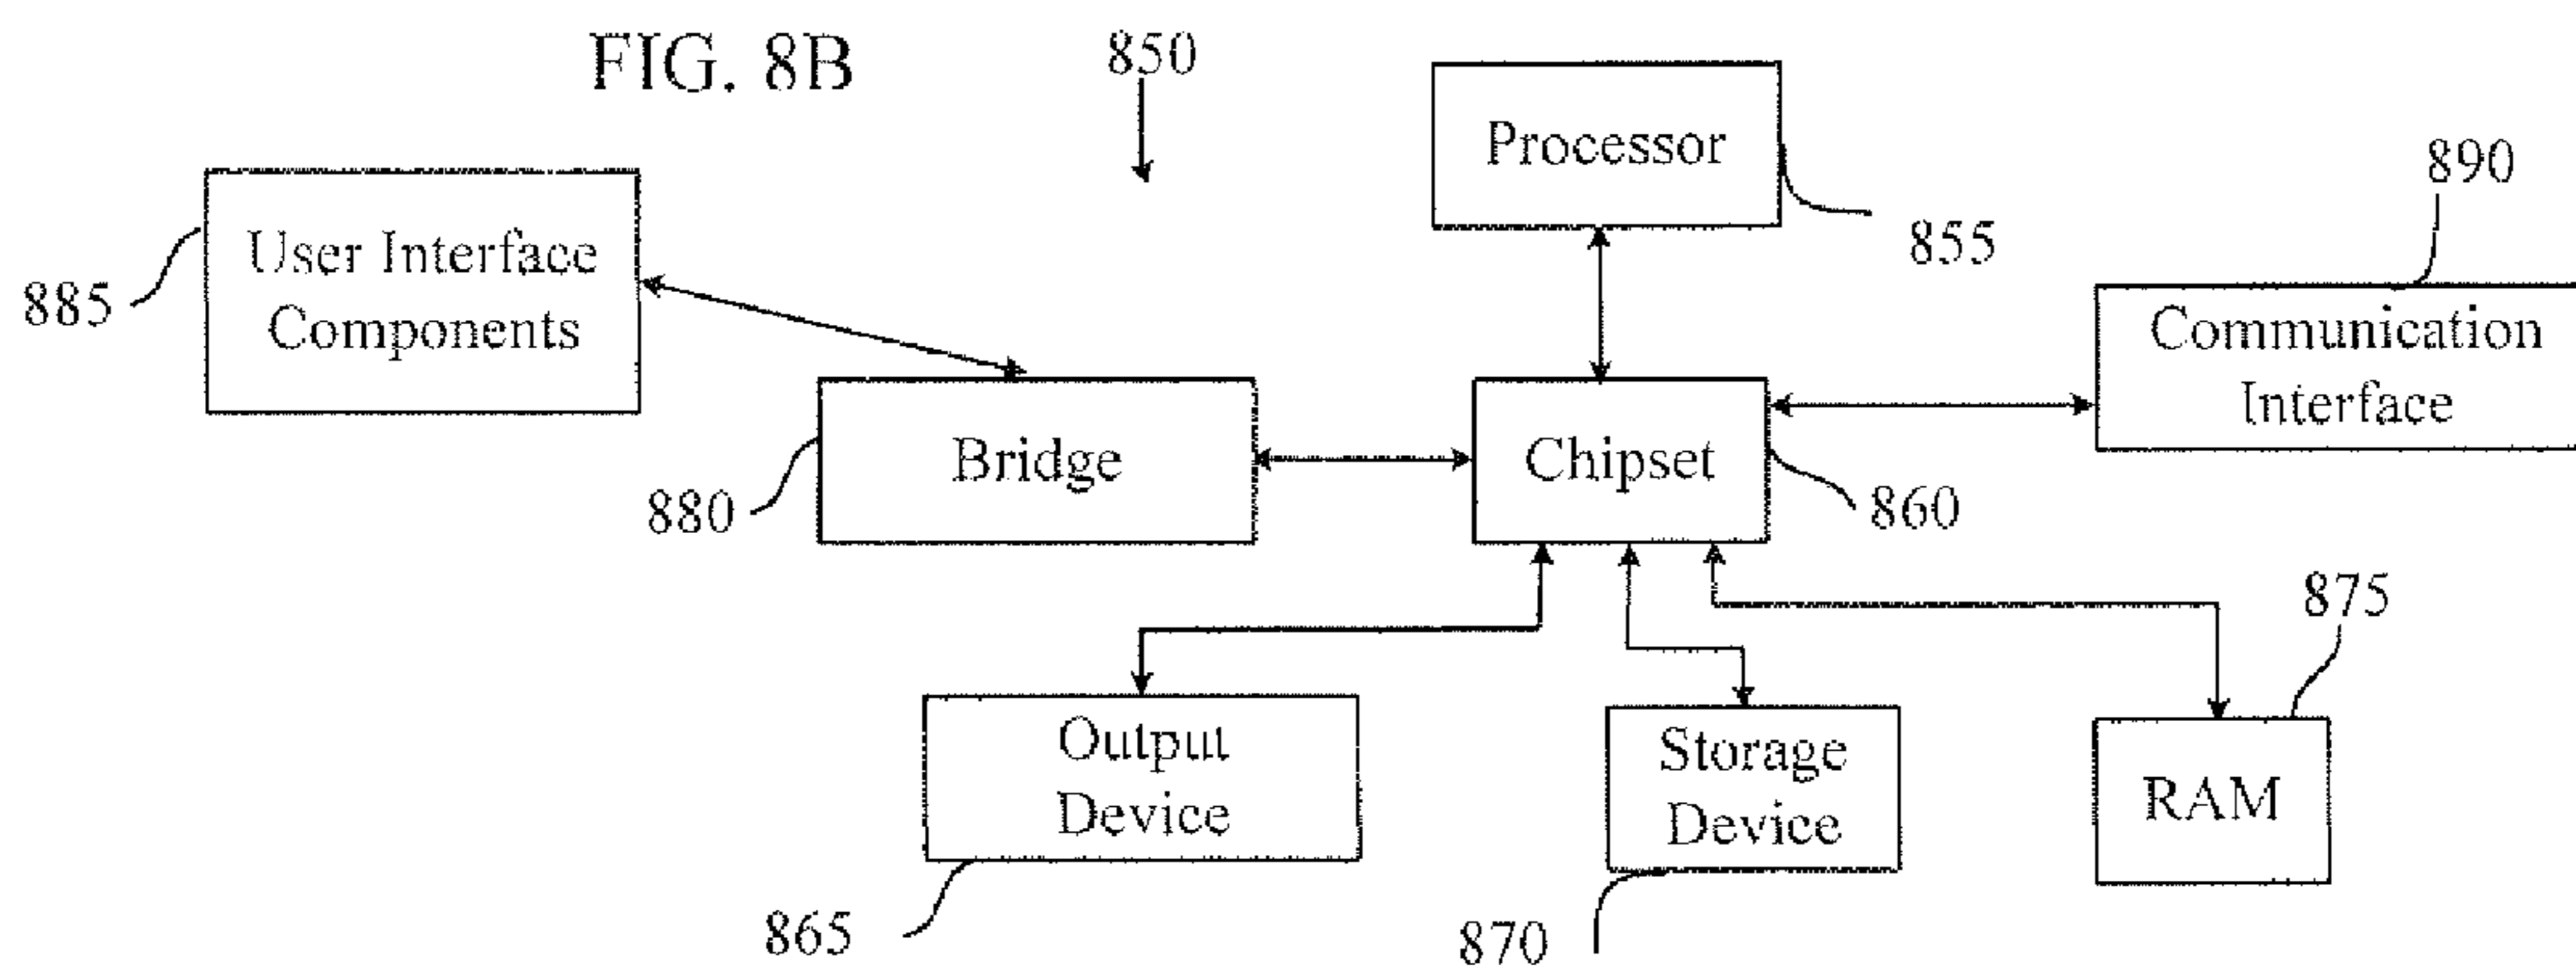 FIG. 8B
850
Processor
890
855
User Interface
Components
885
Communication
Interface
Bridge
Chipset
880
860
875
Output
Device
Storage
Device
RAM
865
870